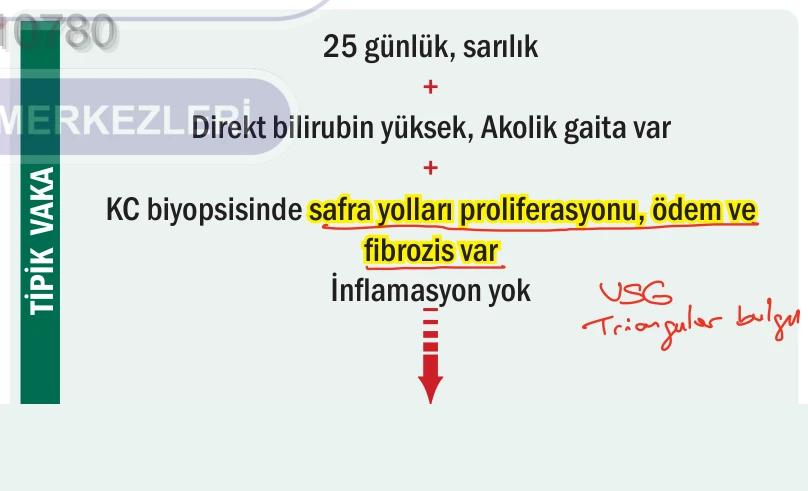 10780
MERKEZLERİ
TİPİK VAKA
25 günlük, sarılık
+
Direkt bilirubin yüksek, Akolik gaita var
+
KC biyopsisinde safra yolları proliferasyonu, ödem ve
fibrozis var
İnflamasyon yok
USG
Triangular bulgu